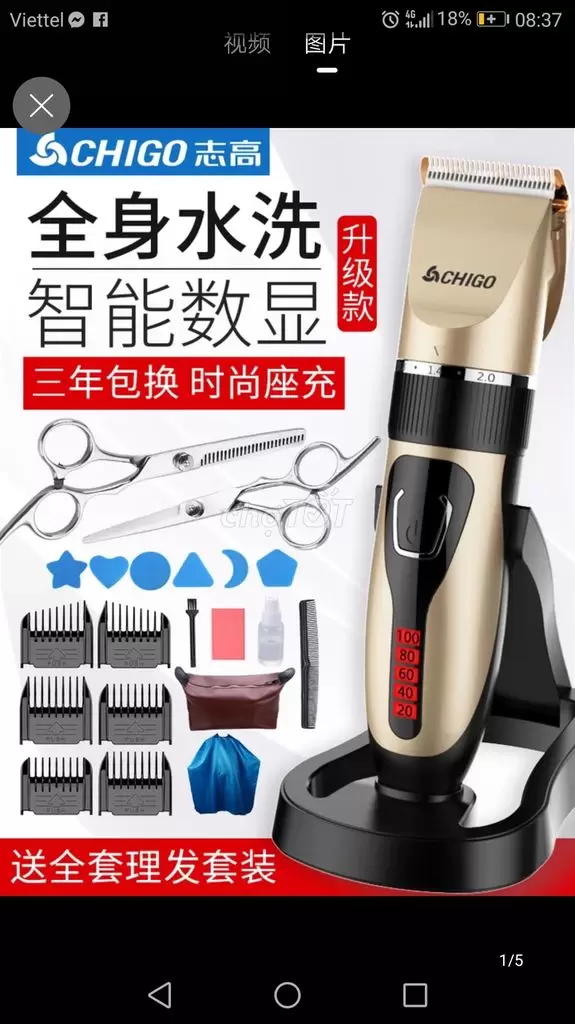 Viettel
4G
18%
08:37
视频 图片
CHIGO 志高
全身水洗
智能数显
升级款
三年包换 时尚座充
CHIGO
14 2.0
chợTỐT
100
80
60
40
20
送全套理发套装
1/5